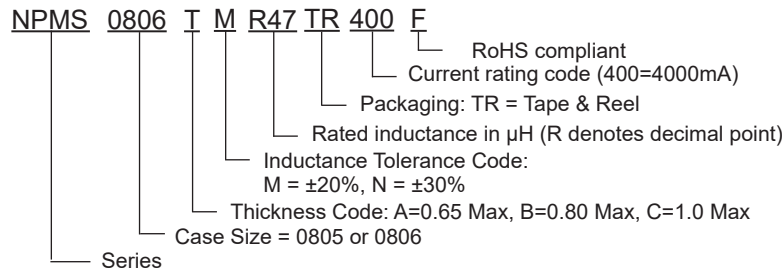 NPMS 0806 T M R47 TR 400 F
RoHS compliant
Current rating code (400=4000mA)
Packaging: TR = Tape & Reel
Rated inductance in µH (R denotes decimal point)
Inductance Tolerance Code:
M = ±20%, N = ±30%
Thickness Code: A=0.65 Max, B=0.80 Max, C=1.0 Max
Case Size = 0805 or 0806
Series